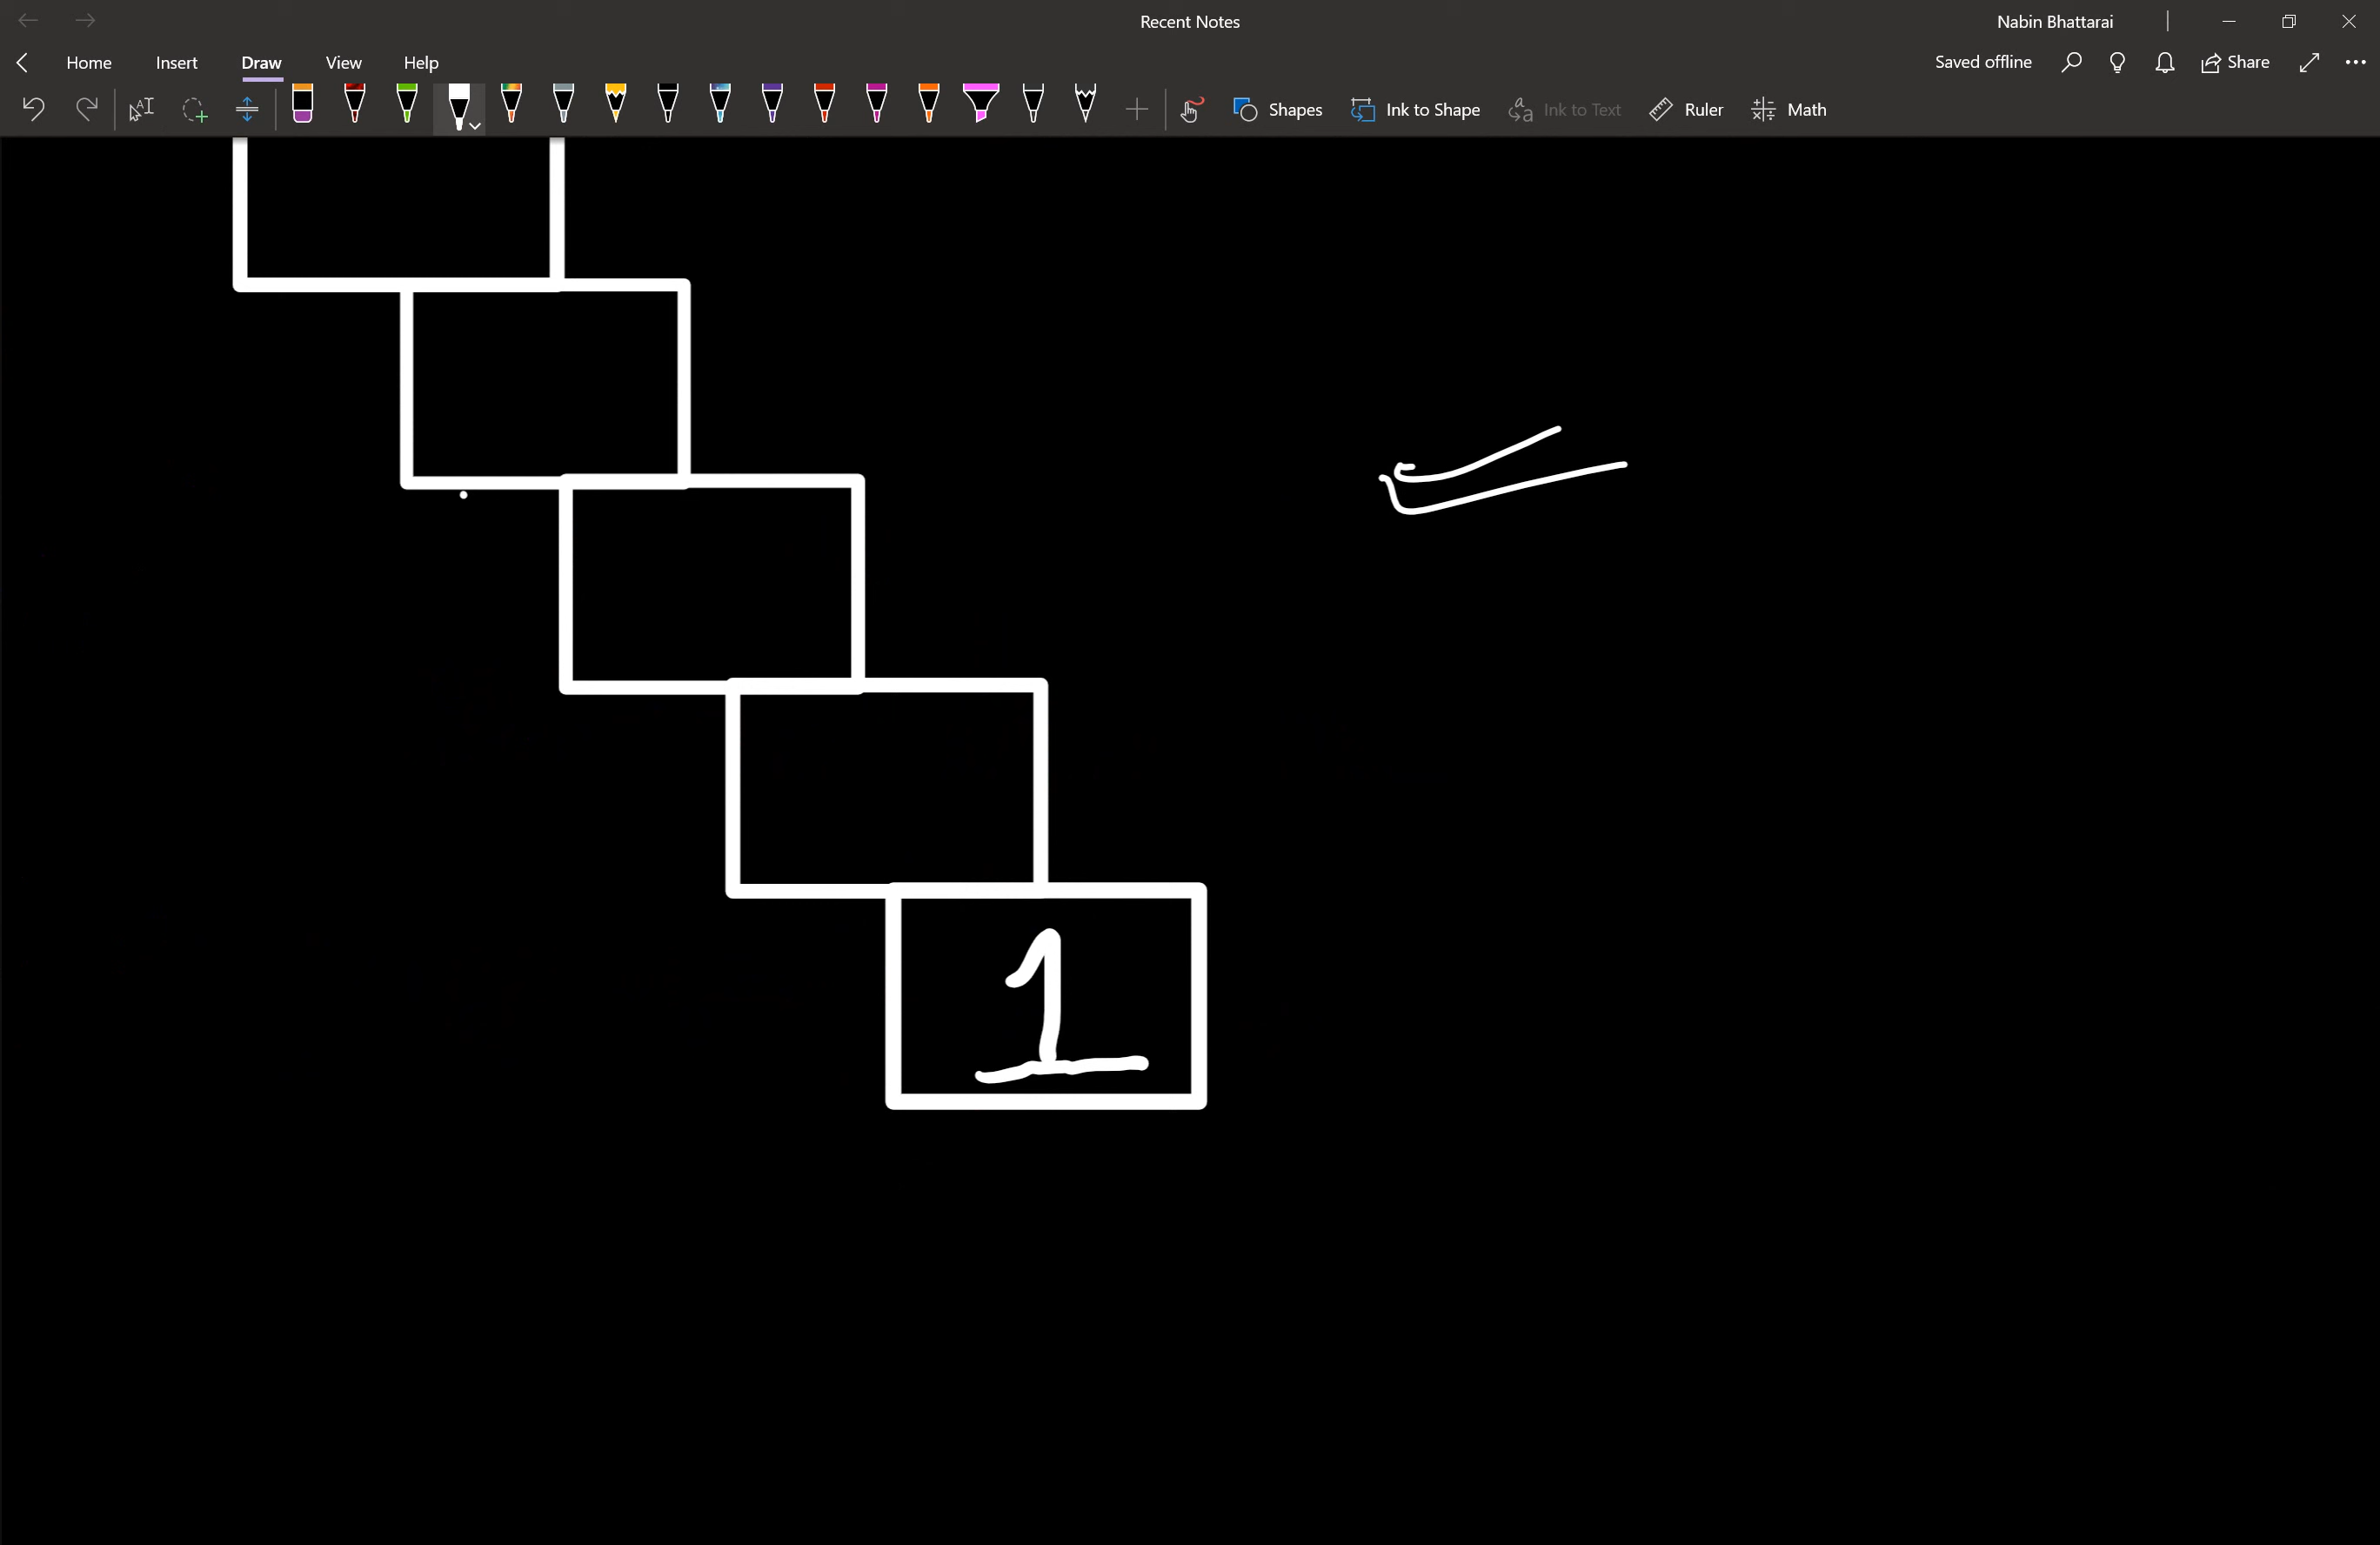 Recent Notes
Nabin Bhattarai
Home Insert Draw View Help
Saved offline
Share
Shapes
Ink to Shape
Ink to Text
Ruler
Math
1